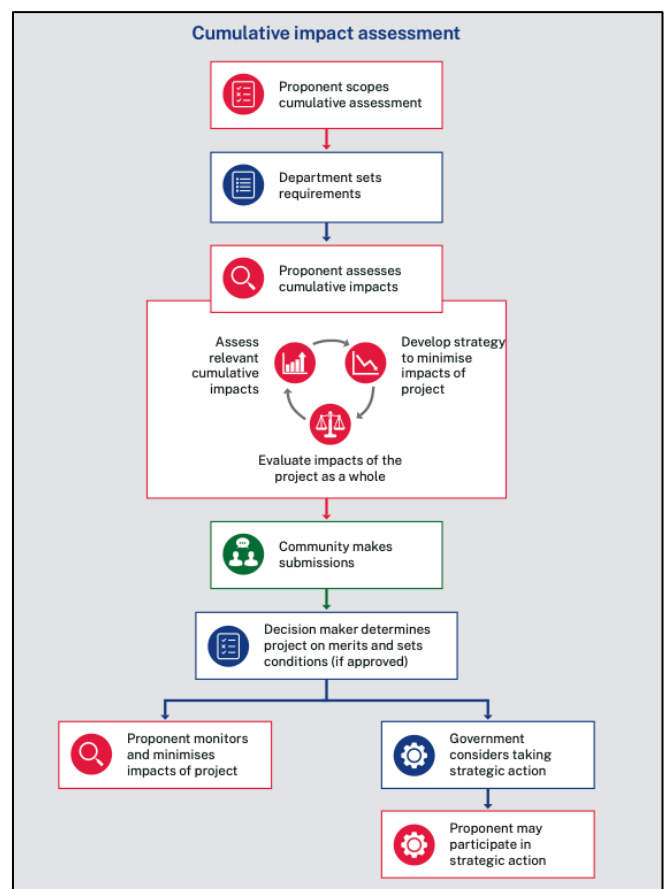 Cumulative impact assessment
Proponent scopes
cumulative assessment
Department sets
requirements
Proponent assesses
cumulative impacts
Assess
relevant
cumulative
impacts
Develop strategy
to minimise
impacts of
project
Evaluate impacts of the
project as a whole
Community makes
submissions
Decision maker determines
project on merits and sets
conditions (if approved)
Proponent monitors
and minimises
impacts of project
Government
considers taking
strategic action
Proponent may
participate in
strategic action